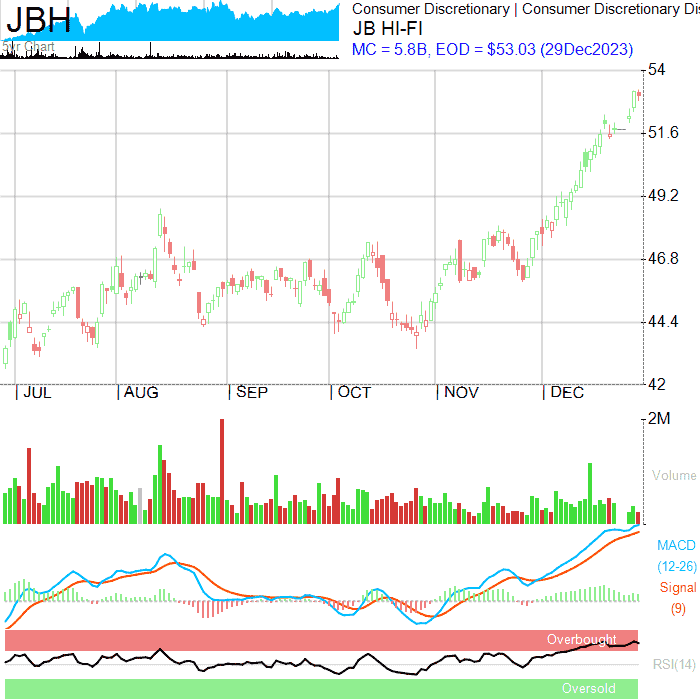 JBH
5yr Chart
Consumer Discretionary | Consumer Discretionary Dis
JB HI-FI
MC = 5.8B, EOD = $53.03 (29Dec2023)
54
51.6
49.2
46.8
44.4
42
| JUL | AUG | SEP | OCT | NOV | DEC
2M
Volume
MACD
(12-26)
Signal
(9)
Overbought
RSI(14)
Oversold